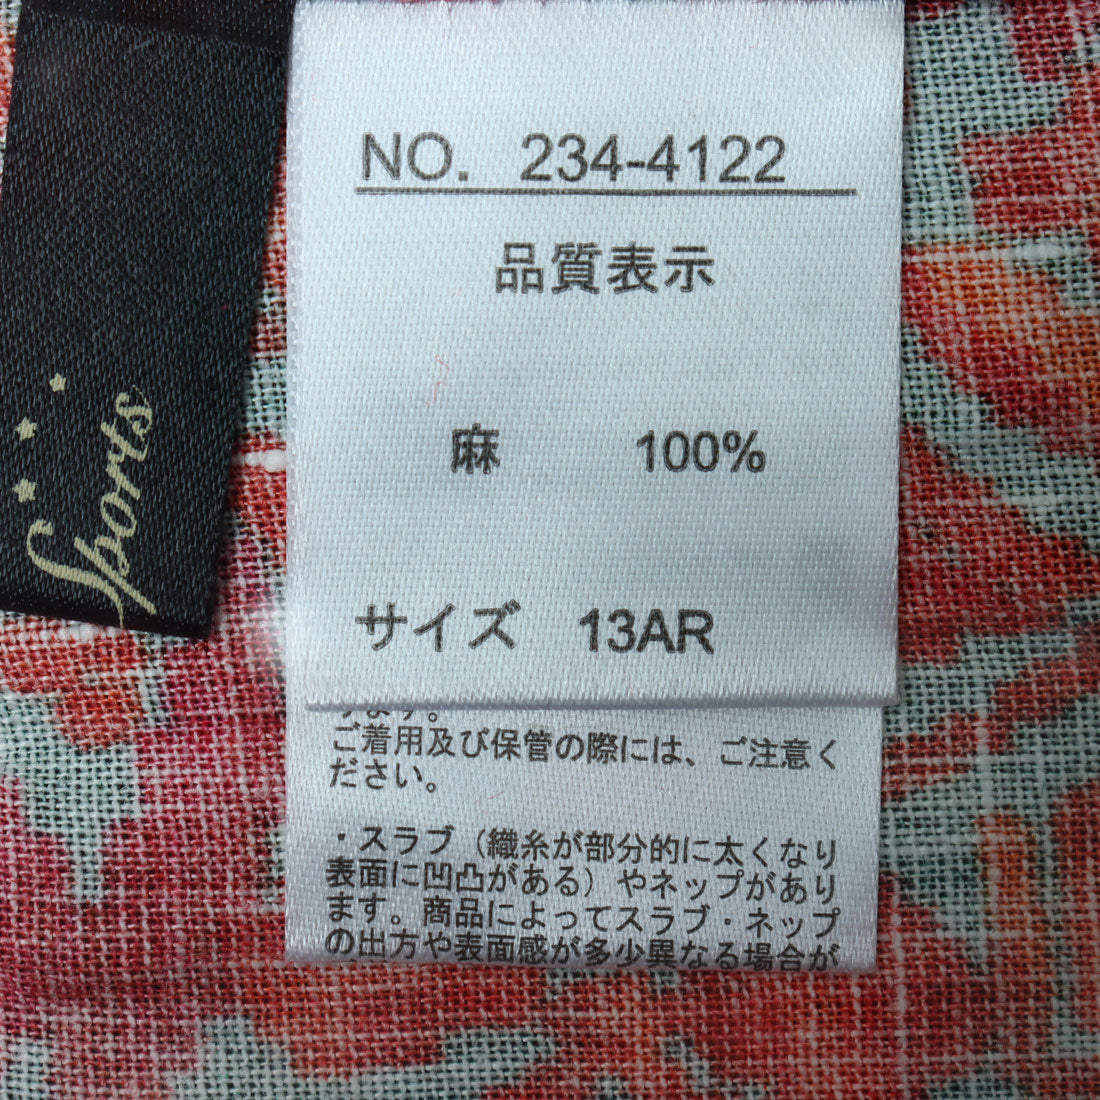 Sports
NO. 234-4122
品質表示
麻 100%
サイズ 13AR
ります。
ご着用及び保管の際には、ご注意く
ださい。
・スラブ（織糸が部分的に太くなり
表面に凹凸がある）やネップがあり
ます。商品によってスラブ・ネップ
の出方や表面感が多少異なる場合が